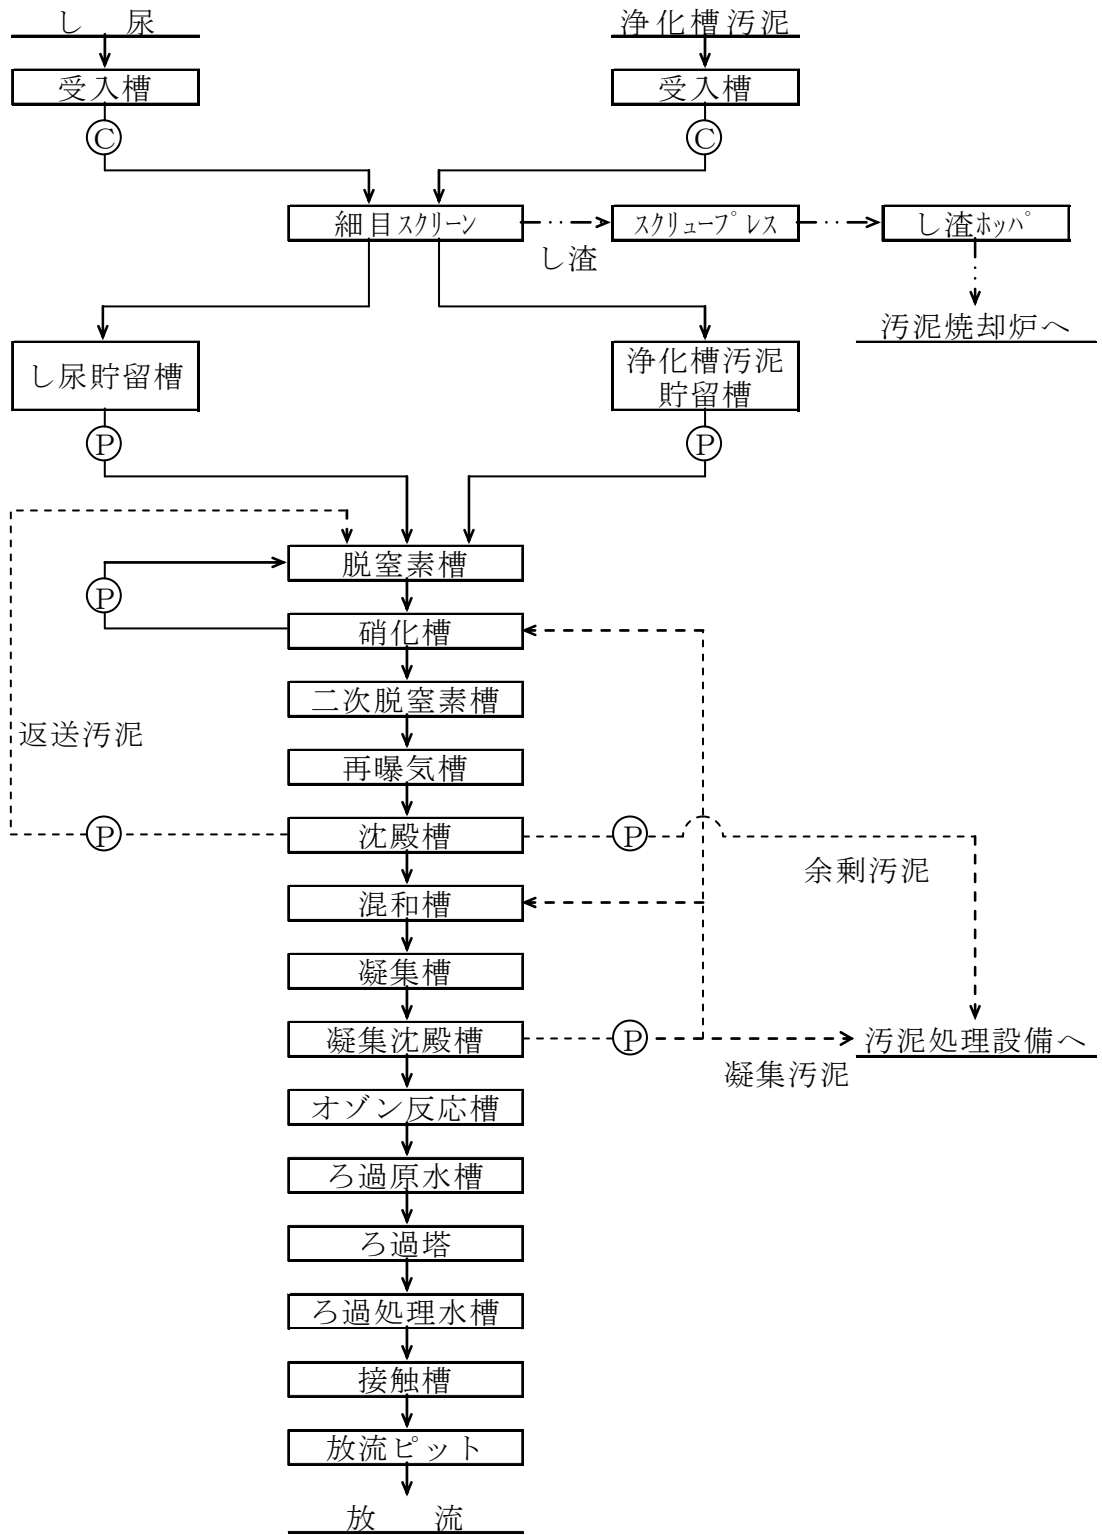 し 尿
浄化槽汚泥
受入槽
受入槽
C
C
細目スクリーン
スクリュープレス
し渣ホッパ
し渣
汚泥焼却炉へ
し尿貯留槽
浄化槽汚泥
貯留槽
P
P
脱窒素槽
P
硝化槽
二次脱窒素槽
返送汚泥
再曝気槽
P
沈殿槽
P
余剰汚泥
混和槽
凝集槽
凝集沈殿槽
P
汚泥処理設備へ
凝集汚泥
オゾン反応槽
ろ過原水槽
ろ過塔
ろ過処理水槽
接触槽
放流ピット
放 流